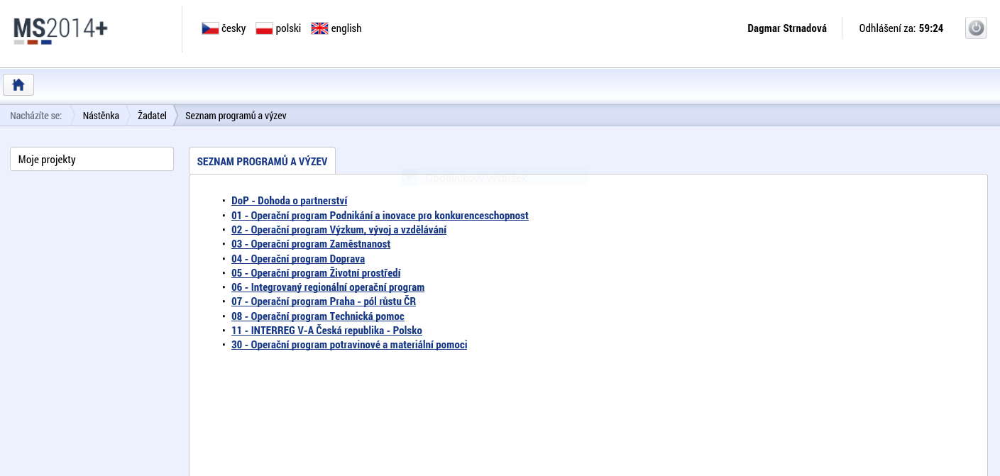 MS2014+
česky polski english
Dagmar Strnadová
Odhlášení za: 59:24
Nacházíte se: Nástěnka Žadatel Seznam programů a výzev
Moje projekty
SEZNAM PROGRAMŮ A VÝZEV
Obdélníkový výstřižek
• DoP - Dohoda o partnerství
• 01 - Operační program Podnikání a inovace pro konkurenceschopnost
• 02 - Operační program Výzkum, vývoj a vzdělávání
• 03 - Operační program Zaměstnanost
• 04 - Operační program Doprava
• 05 - Operační program Životní prostředí
• 06 - Integrovaný regionální operační program
• 07 - Operační program Praha - pól růstu ČR
• 08 - Operační program Technická pomoc
• 11 - INTERREG V-A Česká republika - Polsko
• 30 - Operační program potravinové a materiální pomoci